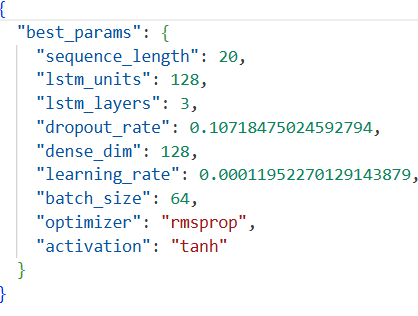 {
"best_params": {
"sequence_length": 20,
"lstm_units": 128,
"lstm_layers": 3,
"dropout_rate": 0.10718475024592794,
"dense_dim": 128,
"learning_rate": 0.00011952270129143879,
"batch_size": 64,
"optimizer": "rmsprop",
"activation": "tanh"
}
}